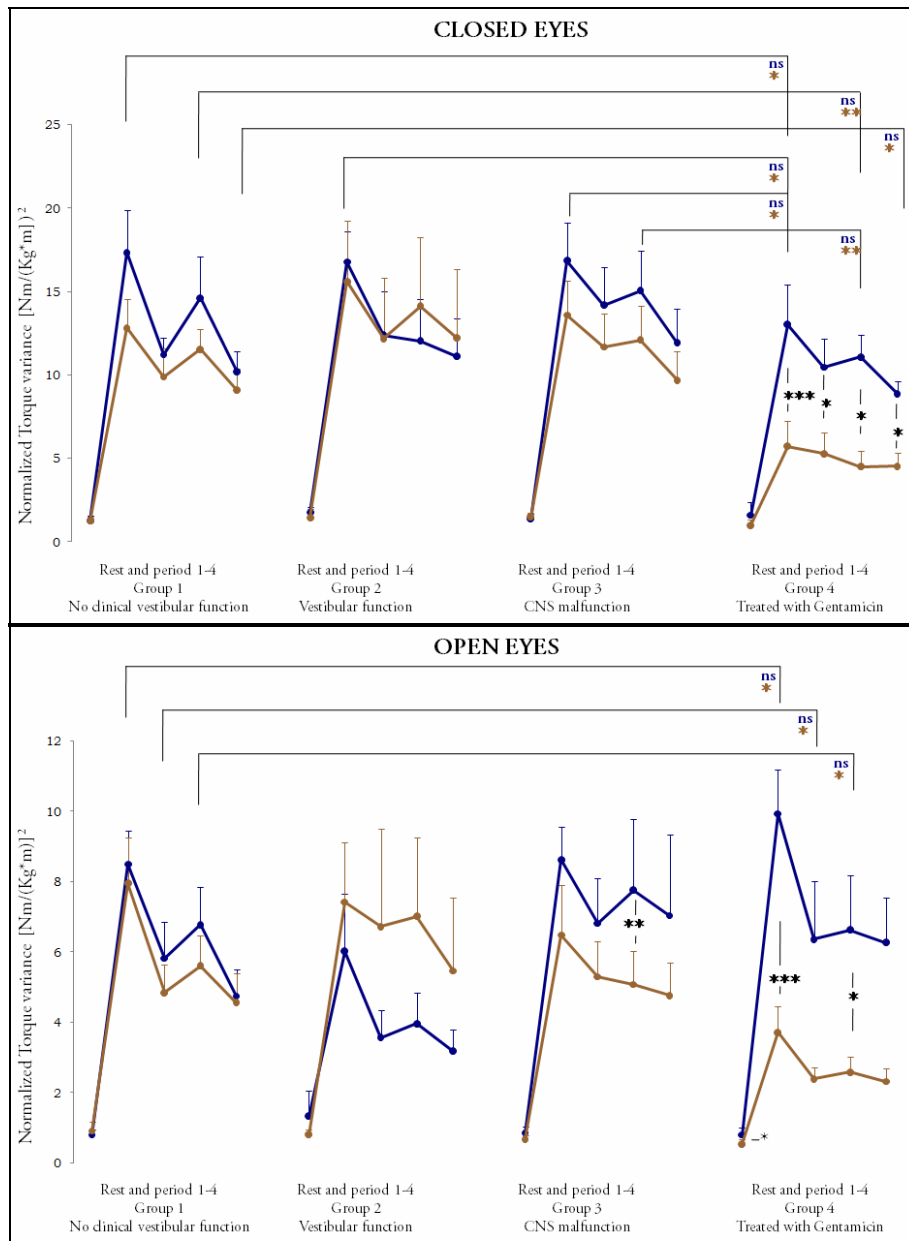 CLOSED EYES
ns
*
ns
**
ns
*
ns
*
ns
*
ns
**
Normalized Torque variance [Nm/(Kg*m]) 2
25
20
15
10
5
0
***
*
*
*
Rest and period 1-4
Group 1
No clinical vestibular function
Rest and period 1-4
Group 2
Vestibular function
Rest and period 1-4
Group 3
CNS malfunction
Rest and period 1-4
Group 4
Treated with Gentamicin
OPEN EYES
ns
*
ns
*
ns
*
Normalized Torque variance [Nm/(Kg*m)] 2
12
10
8
6
4
2
0
**
***
*
*
Rest and period 1-4
Group 1
No clinical vestibular function
Rest and period 1-4
Group 2
Vestibular function
Rest and period 1-4
Group 3
CNS malfunction
Rest and period 1-4
Group 4
Treated with Gentamicin